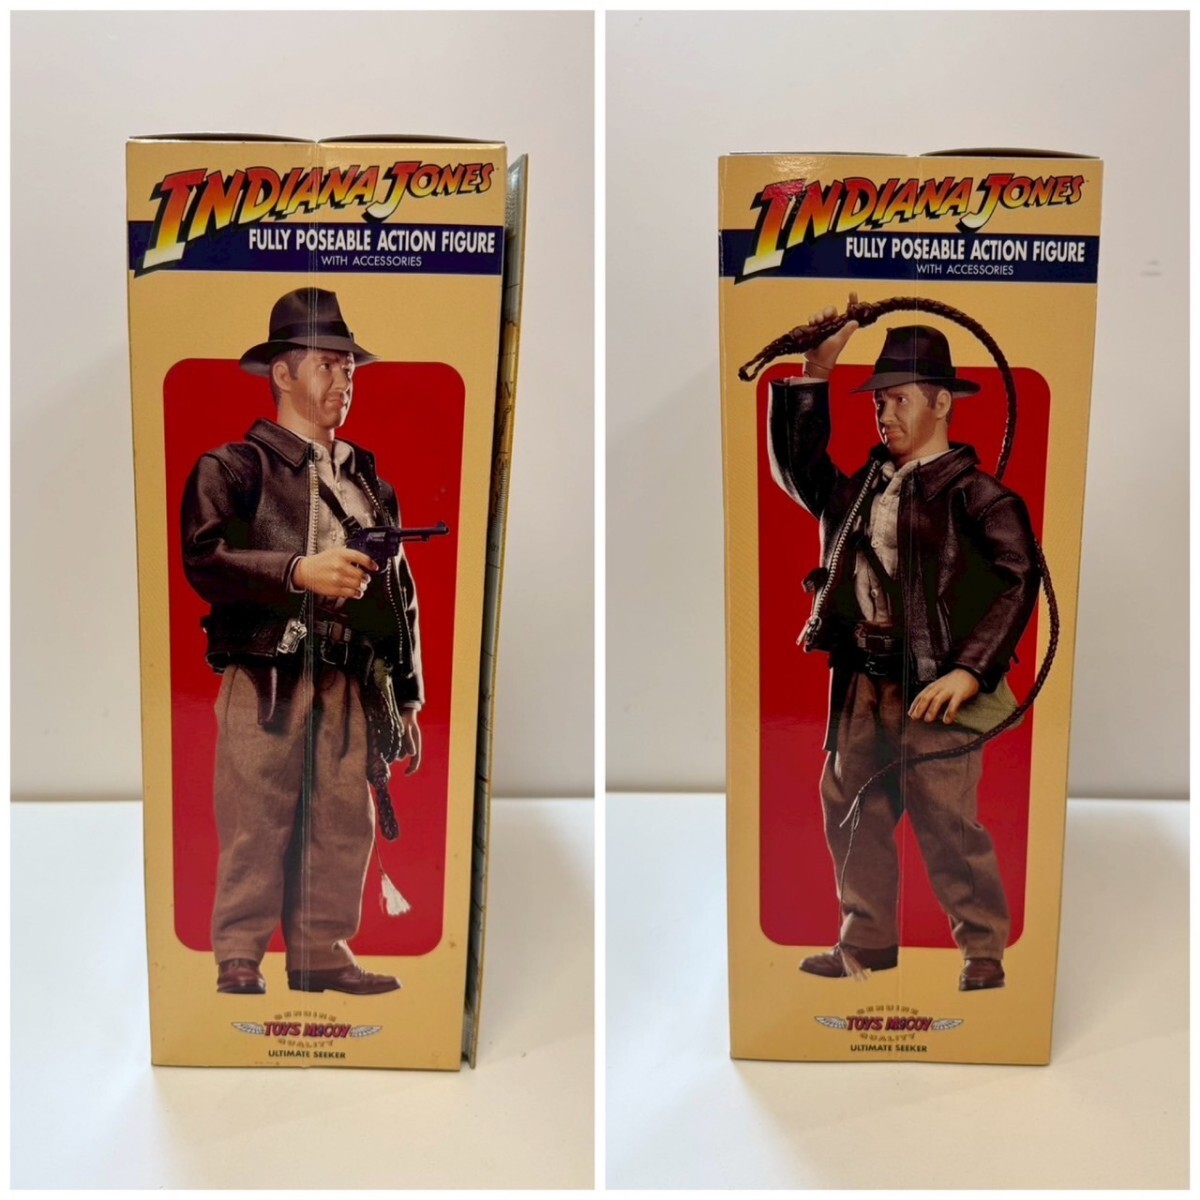 INDIANA JONES
FULLY POSEABLE ACTION FIGURE
WITH ACCESSORIES
GENUINE
TOYS McCOY
QUALITY
ULTIMATE SEEKER
INDIANA JONES
FULLY POSEABLE ACTION FIGURE
WITH ACCESSORIES
GENUINE
TOYS McCOY
QUALITY
ULTIMATE SEEKER